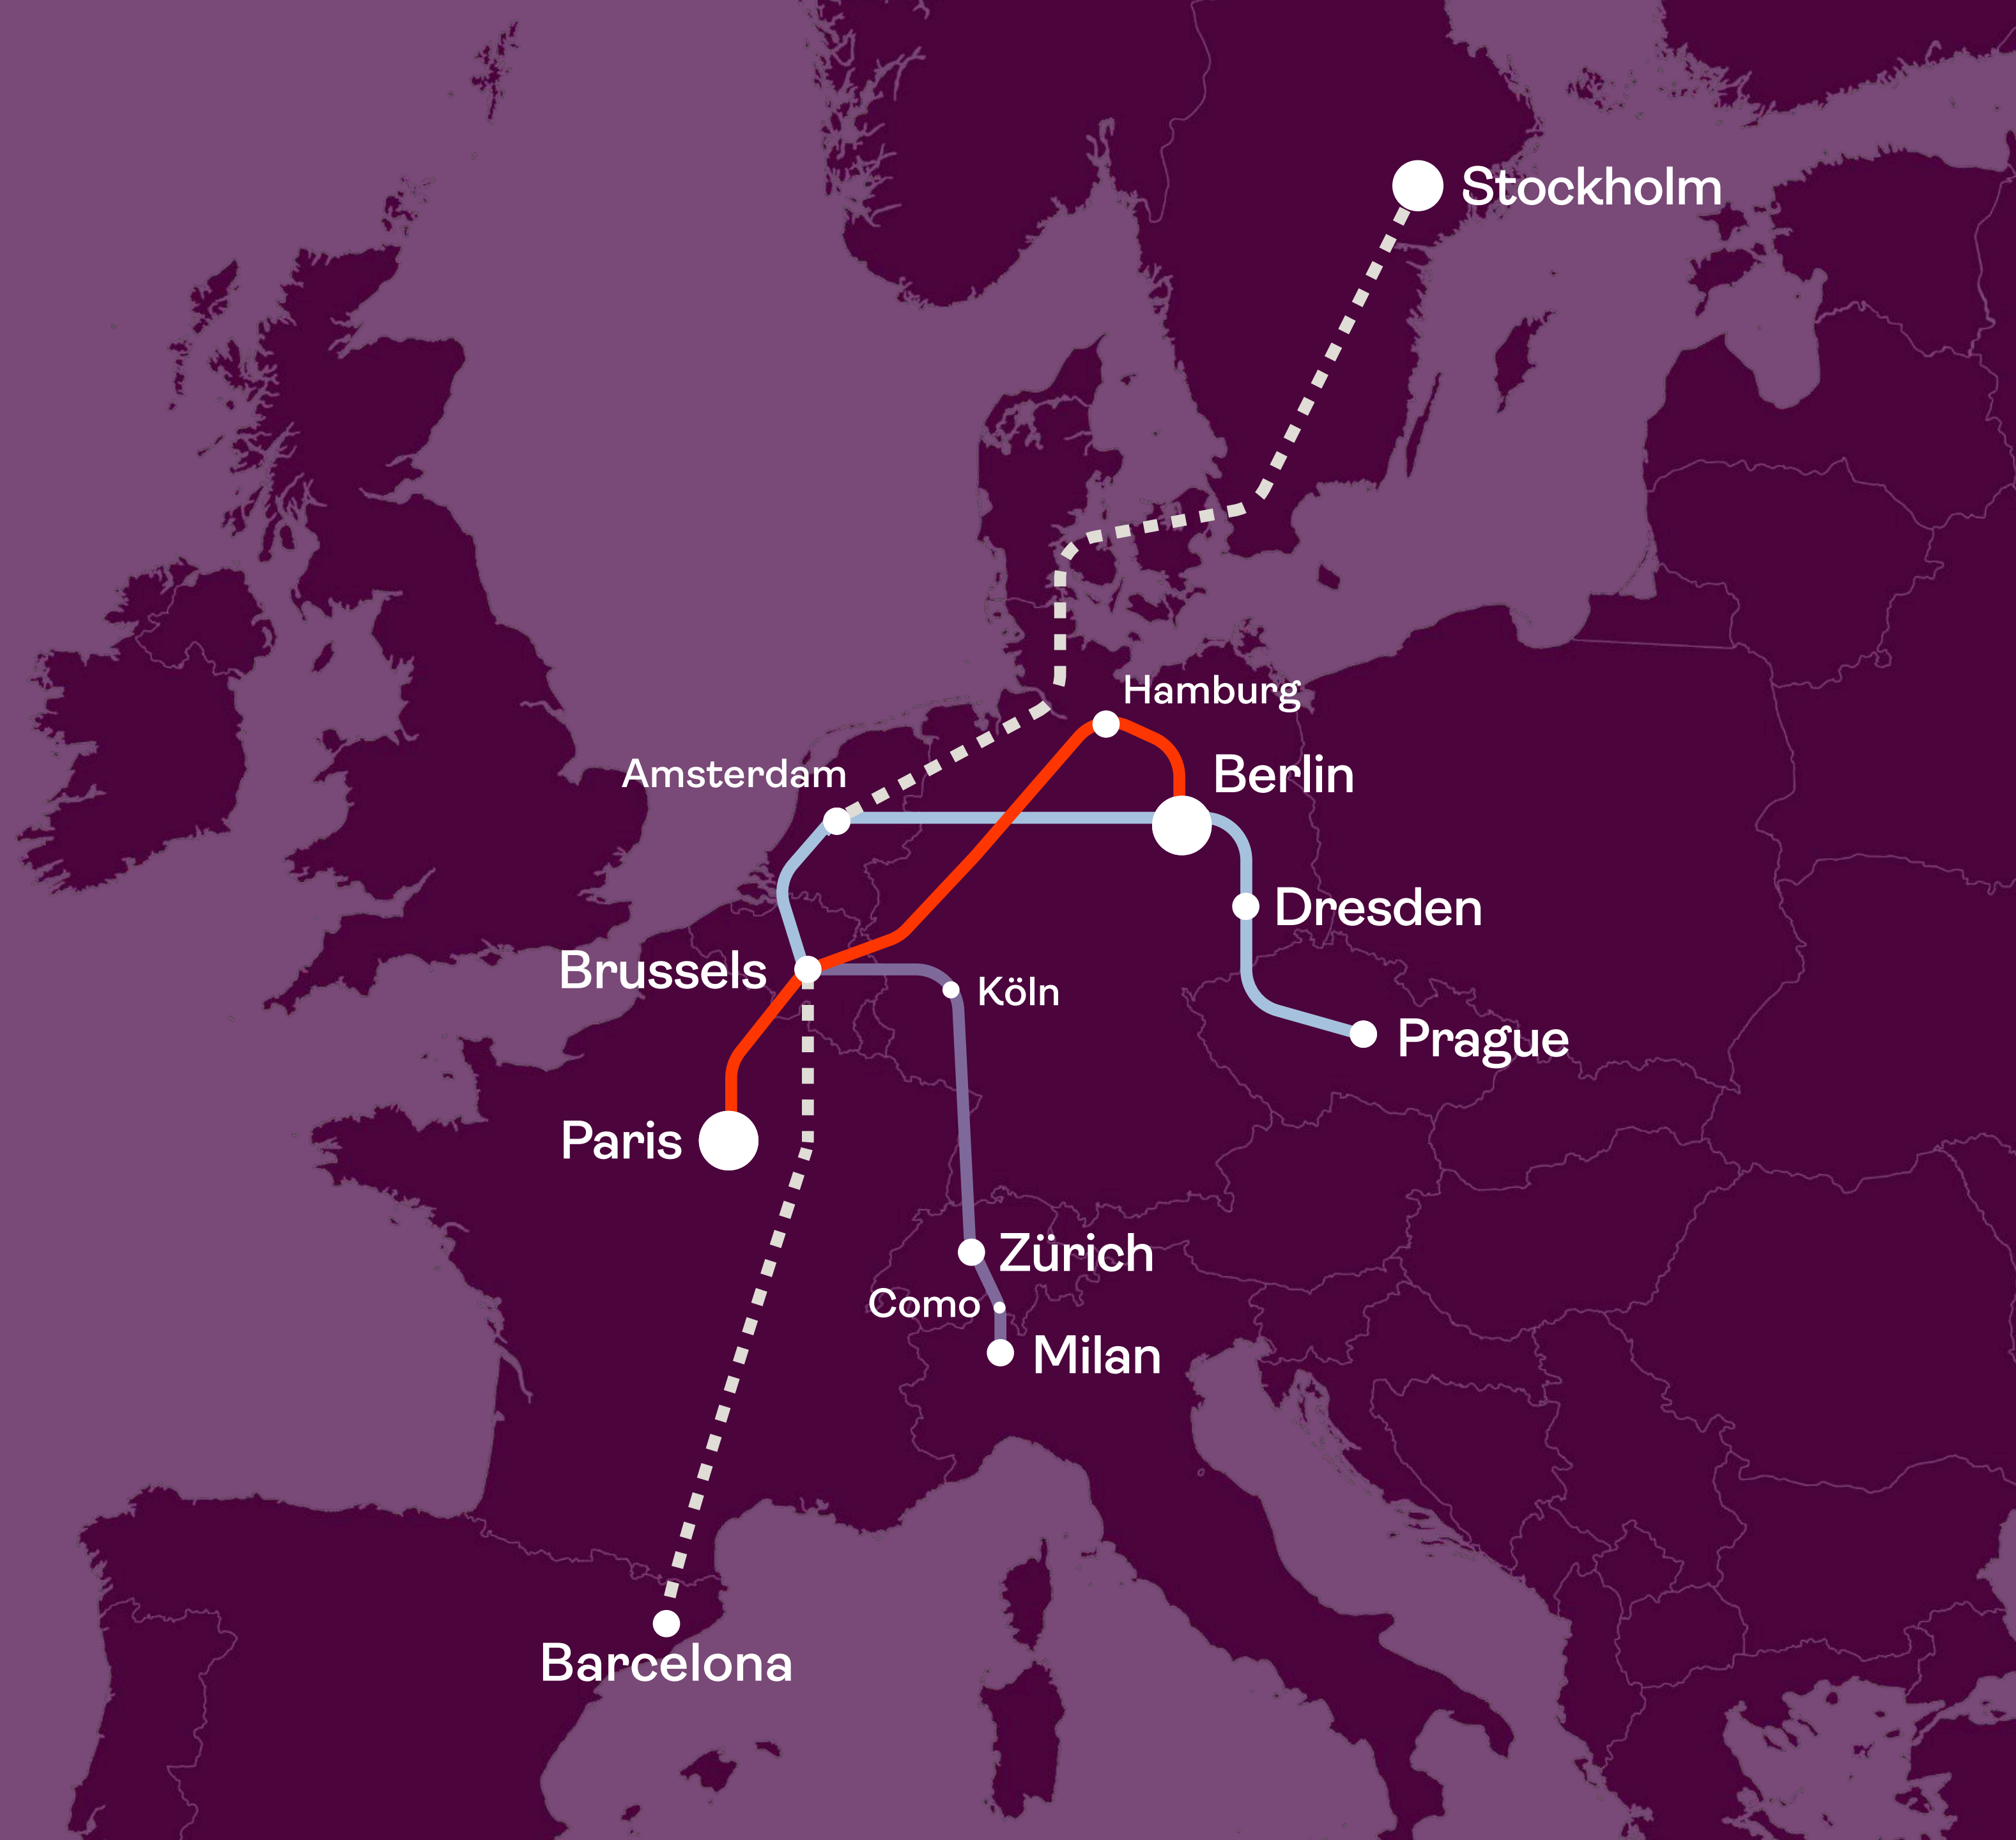 Stockholm
Hamburg
Amsterdam
Berlin
Dresden
Brussels
Köln
Prague
Paris
Zürich
Como
Milan
Barcelona